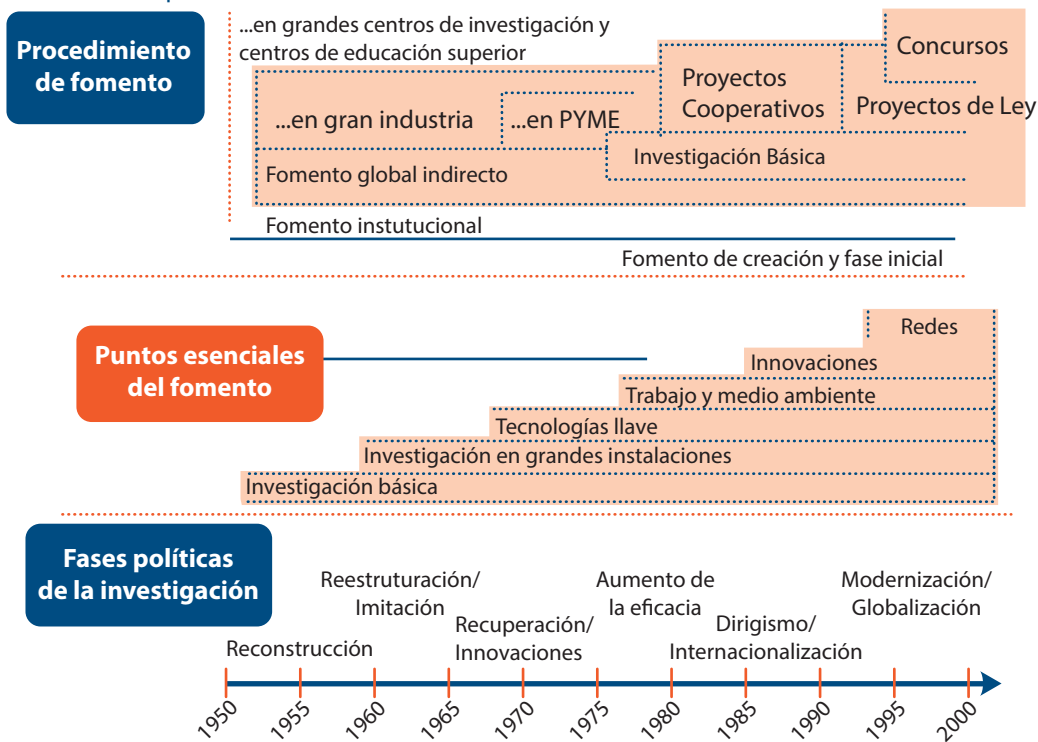 Procedimiento
de fomento
...en grandes centros de investigación y
centros de educación superior
Concursos
Proyectos
Cooperativos
Proyectos de Ley
...en gran industria
...en PYME
Investigación Básica
Fomento global indirecto
Fomento instutucional
Fomento de creación y fase inicial
Puntos esenciales
del fomento
Redes
Innovaciones
Trabajo y medio ambiente
Tecnologías llave
Investigación en grandes instalaciones
Investigación básica
Fases políticas
de la investigación
Reconstrucción
Reestruturación/
Imitación
Recuperación/
Innovaciones
Aumento de
la eficacia
Dirigismo/
Internacionalización
Modernización/
Globalización
1950
1955
1960
1965
1970
1975
1980
1985
1990
1995
2000